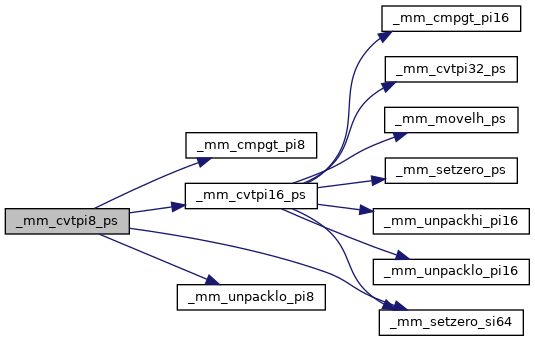 _mm_cmpgt_pi16
_mm_cvtpi32_ps
_mm_movelh_ps
_mm_cmpgt_pi8
_mm_setzero_ps
_mm_cvtpi16_ps
_mm_cvtpi8_ps
_mm_unpackhi_pi16
_mm_unpacklo_pi16
_mm_unpacklo_pi8
_mm_setzero_si64